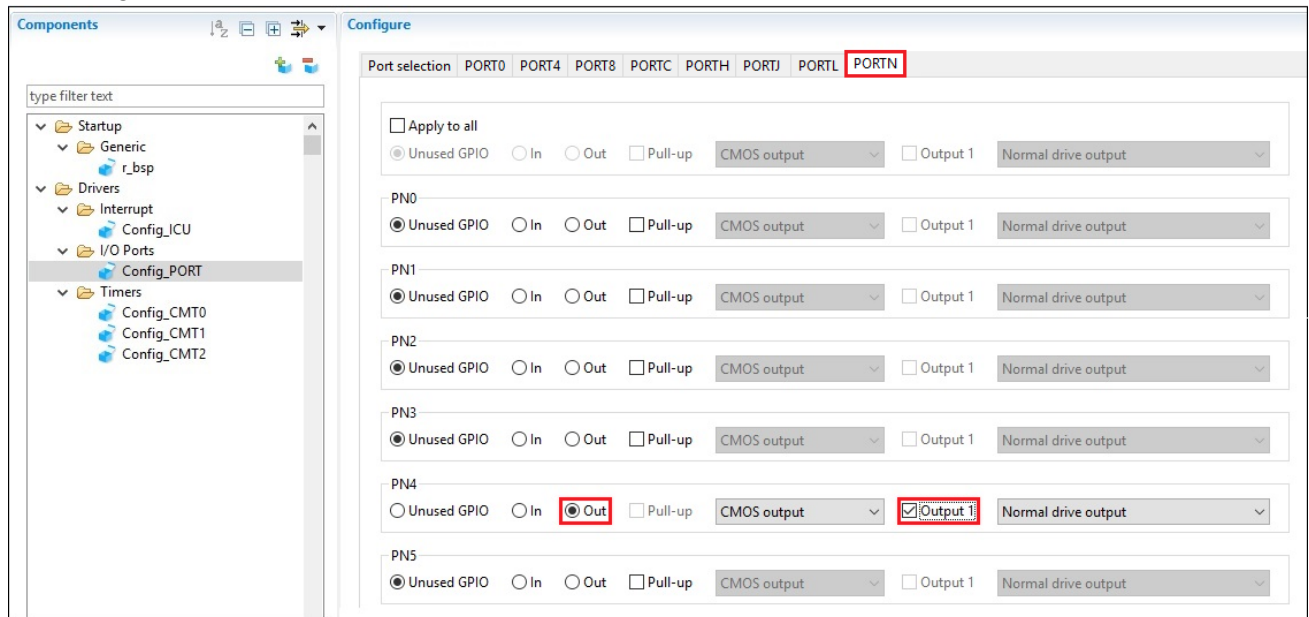 Components
Configure
Port selection PORT0 PORT4 PORT8 PORTC PORTH PORTJ PORTL PORTN
type filter text
Startup
Generic
r_bsp
Drivers
Interrupt
Config_ICU
I/O Ports
Config_PORT
Timers
Config_CMT0
Config_CMT1
Config_CMT2
Apply to all
Unused GPIO In Out Pull-up CMOS output Output 1 Normal drive output
PN0
Unused GPIO In Out Pull-up CMOS output Output 1 Normal drive output
PN1
Unused GPIO In Out Pull-up CMOS output Output 1 Normal drive output
PN2
Unused GPIO In Out Pull-up CMOS output Output 1 Normal drive output
PN3
Unused GPIO In Out Pull-up CMOS output Output 1 Normal drive output
PN4
Unused GPIO In Out Pull-up CMOS output Output 1 Normal drive output
PN5
Unused GPIO In Out Pull-up CMOS output Output 1 Normal drive output